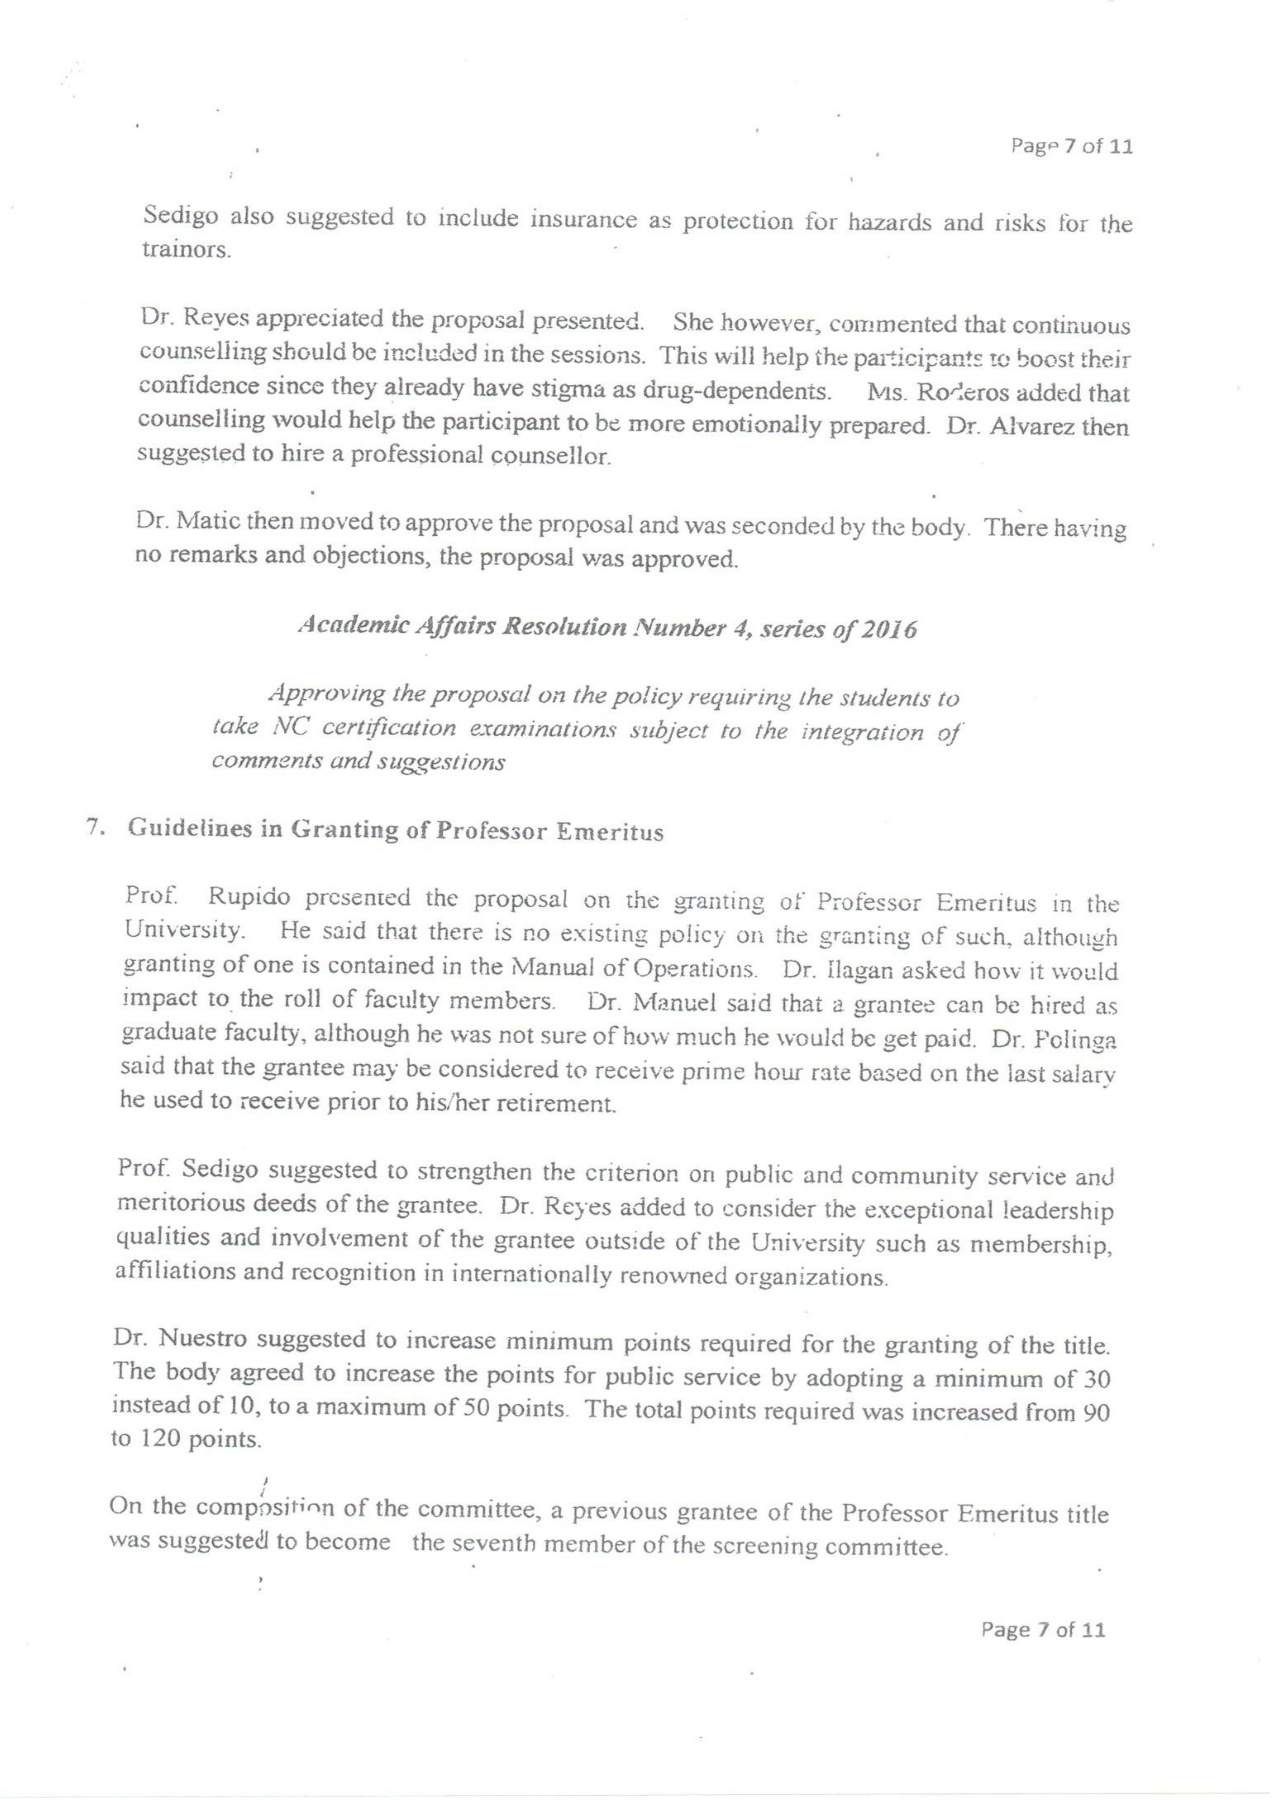 Page 7 of 11
Sedigo also suggested to include insurance as protection for hazards and risks for the
trainors.
Dr. Reyes appreciated the proposal presented. She however, commented that continuous
counselling should be included in the sessions. This will help the participants to boost their
confidence since they already have stigma as drug-dependents. Ms. Roderos added that
counselling would help the participant to be more emotionally prepared. Dr. Alvarez then
suggested to hire a professional counsellor.
Dr. Matic then moved to approve the proposal and was seconded by the body. There having
no remarks and objections, the proposal was approved.
Academic Affairs Resolution Number 4, series of 2016
Approving the proposal on the policy requiring the students to
take NC certification examinations subject to the integration of
comments and suggestions
7. Guidelines in Granting of Professor Emeritus
Prof. Rupido presented the proposal on the granting of Professor Emeritus in the
University. He said that there is no existing policy on the granting of such, although
granting of one is contained in the Manual of Operations. Dr. Ilagan asked how it would
impact to the roll of faculty members. Dr. Manuel said that a grantee can be hired as
graduate faculty, although he was not sure of how much he would be get paid. Dr. Polinga
said that the grantee may be considered to receive prime hour rate based on the last salary
he used to receive prior to his/her retirement.
Prof. Sedigo suggested to strengthen the criterion on public and community service and
meritorious deeds of the grantee. Dr. Reyes added to consider the exceptional leadership
qualities and involvement of the grantee outside of the University such as membership,
affiliations and recognition in internationally renowned organizations.
Dr. Nuestro suggested to increase minimum points required for the granting of the title.
The body agreed to increase the points for public service by adopting a minimum of 30
instead of 10, to a maximum of 50 points. The total points required was increased from 90
to 120 points.
On the composition of the committee, a previous grantee of the Professor Emeritus title
was suggested to become the seventh member of the screening committee.
Page 7 of 11